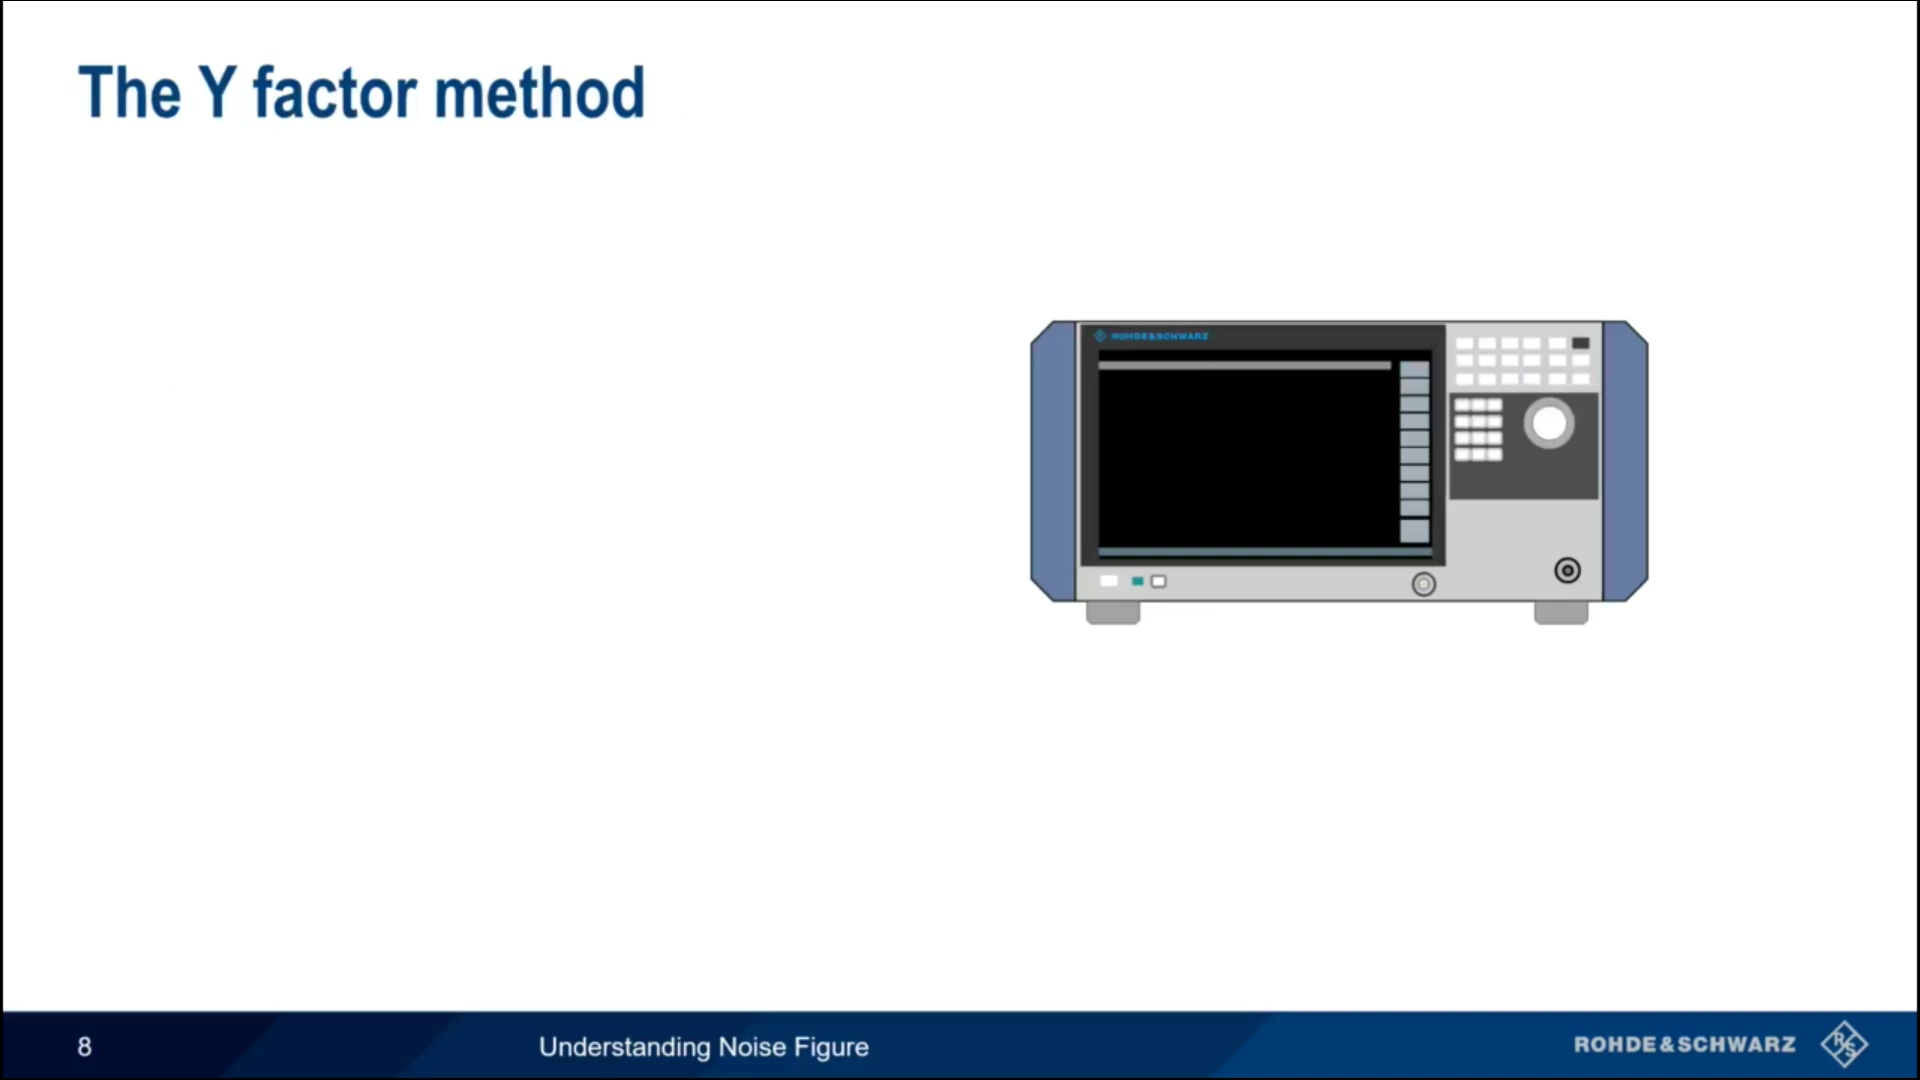 The Y factor method
ROHDE&SCHWARZ
8
Understanding Noise Figure
ROHDE&SCHWARZ
R&S